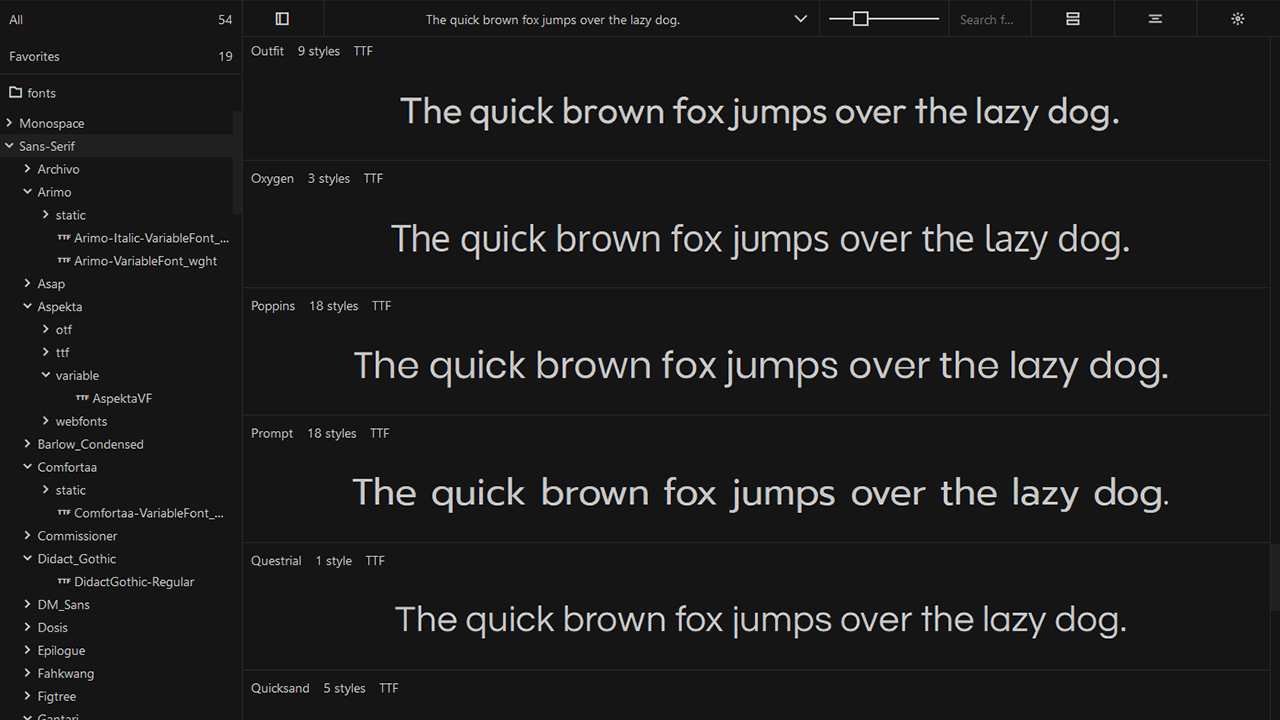 All 54
Favorites 19
fonts
Monospace
Sans-Serif
Archivo
Arimo
static
TTF Arimo-Italic-VariableFont_...
TTF Arimo-VariableFont_wght
Asap
Aspekta
otf
ttf
variable
TTF AspektaVF
webfonts
Barlow_Condensed
Comfortaa
static
TTF Comfortaa-VariableFont_...
Commissioner
Didact_Gothic
TTF DidactGothic-Regular
DM_Sans
Dosis
Epilogue
Fahkwang
Figtree
Gantari
The quick brown fox jumps over the lazy dog.
Search f...
Outfit 9 styles TTF
The quick brown fox jumps over the lazy dog.
Oxygen 3 styles TTF
The quick brown fox jumps over the lazy dog.
Poppins 18 styles TTF
The quick brown fox jumps over the lazy dog.
Prompt 18 styles TTF
The quick brown fox jumps over the lazy dog.
Questrial 1 style TTF
The quick brown fox jumps over the lazy dog.
Quicksand 5 styles TTF